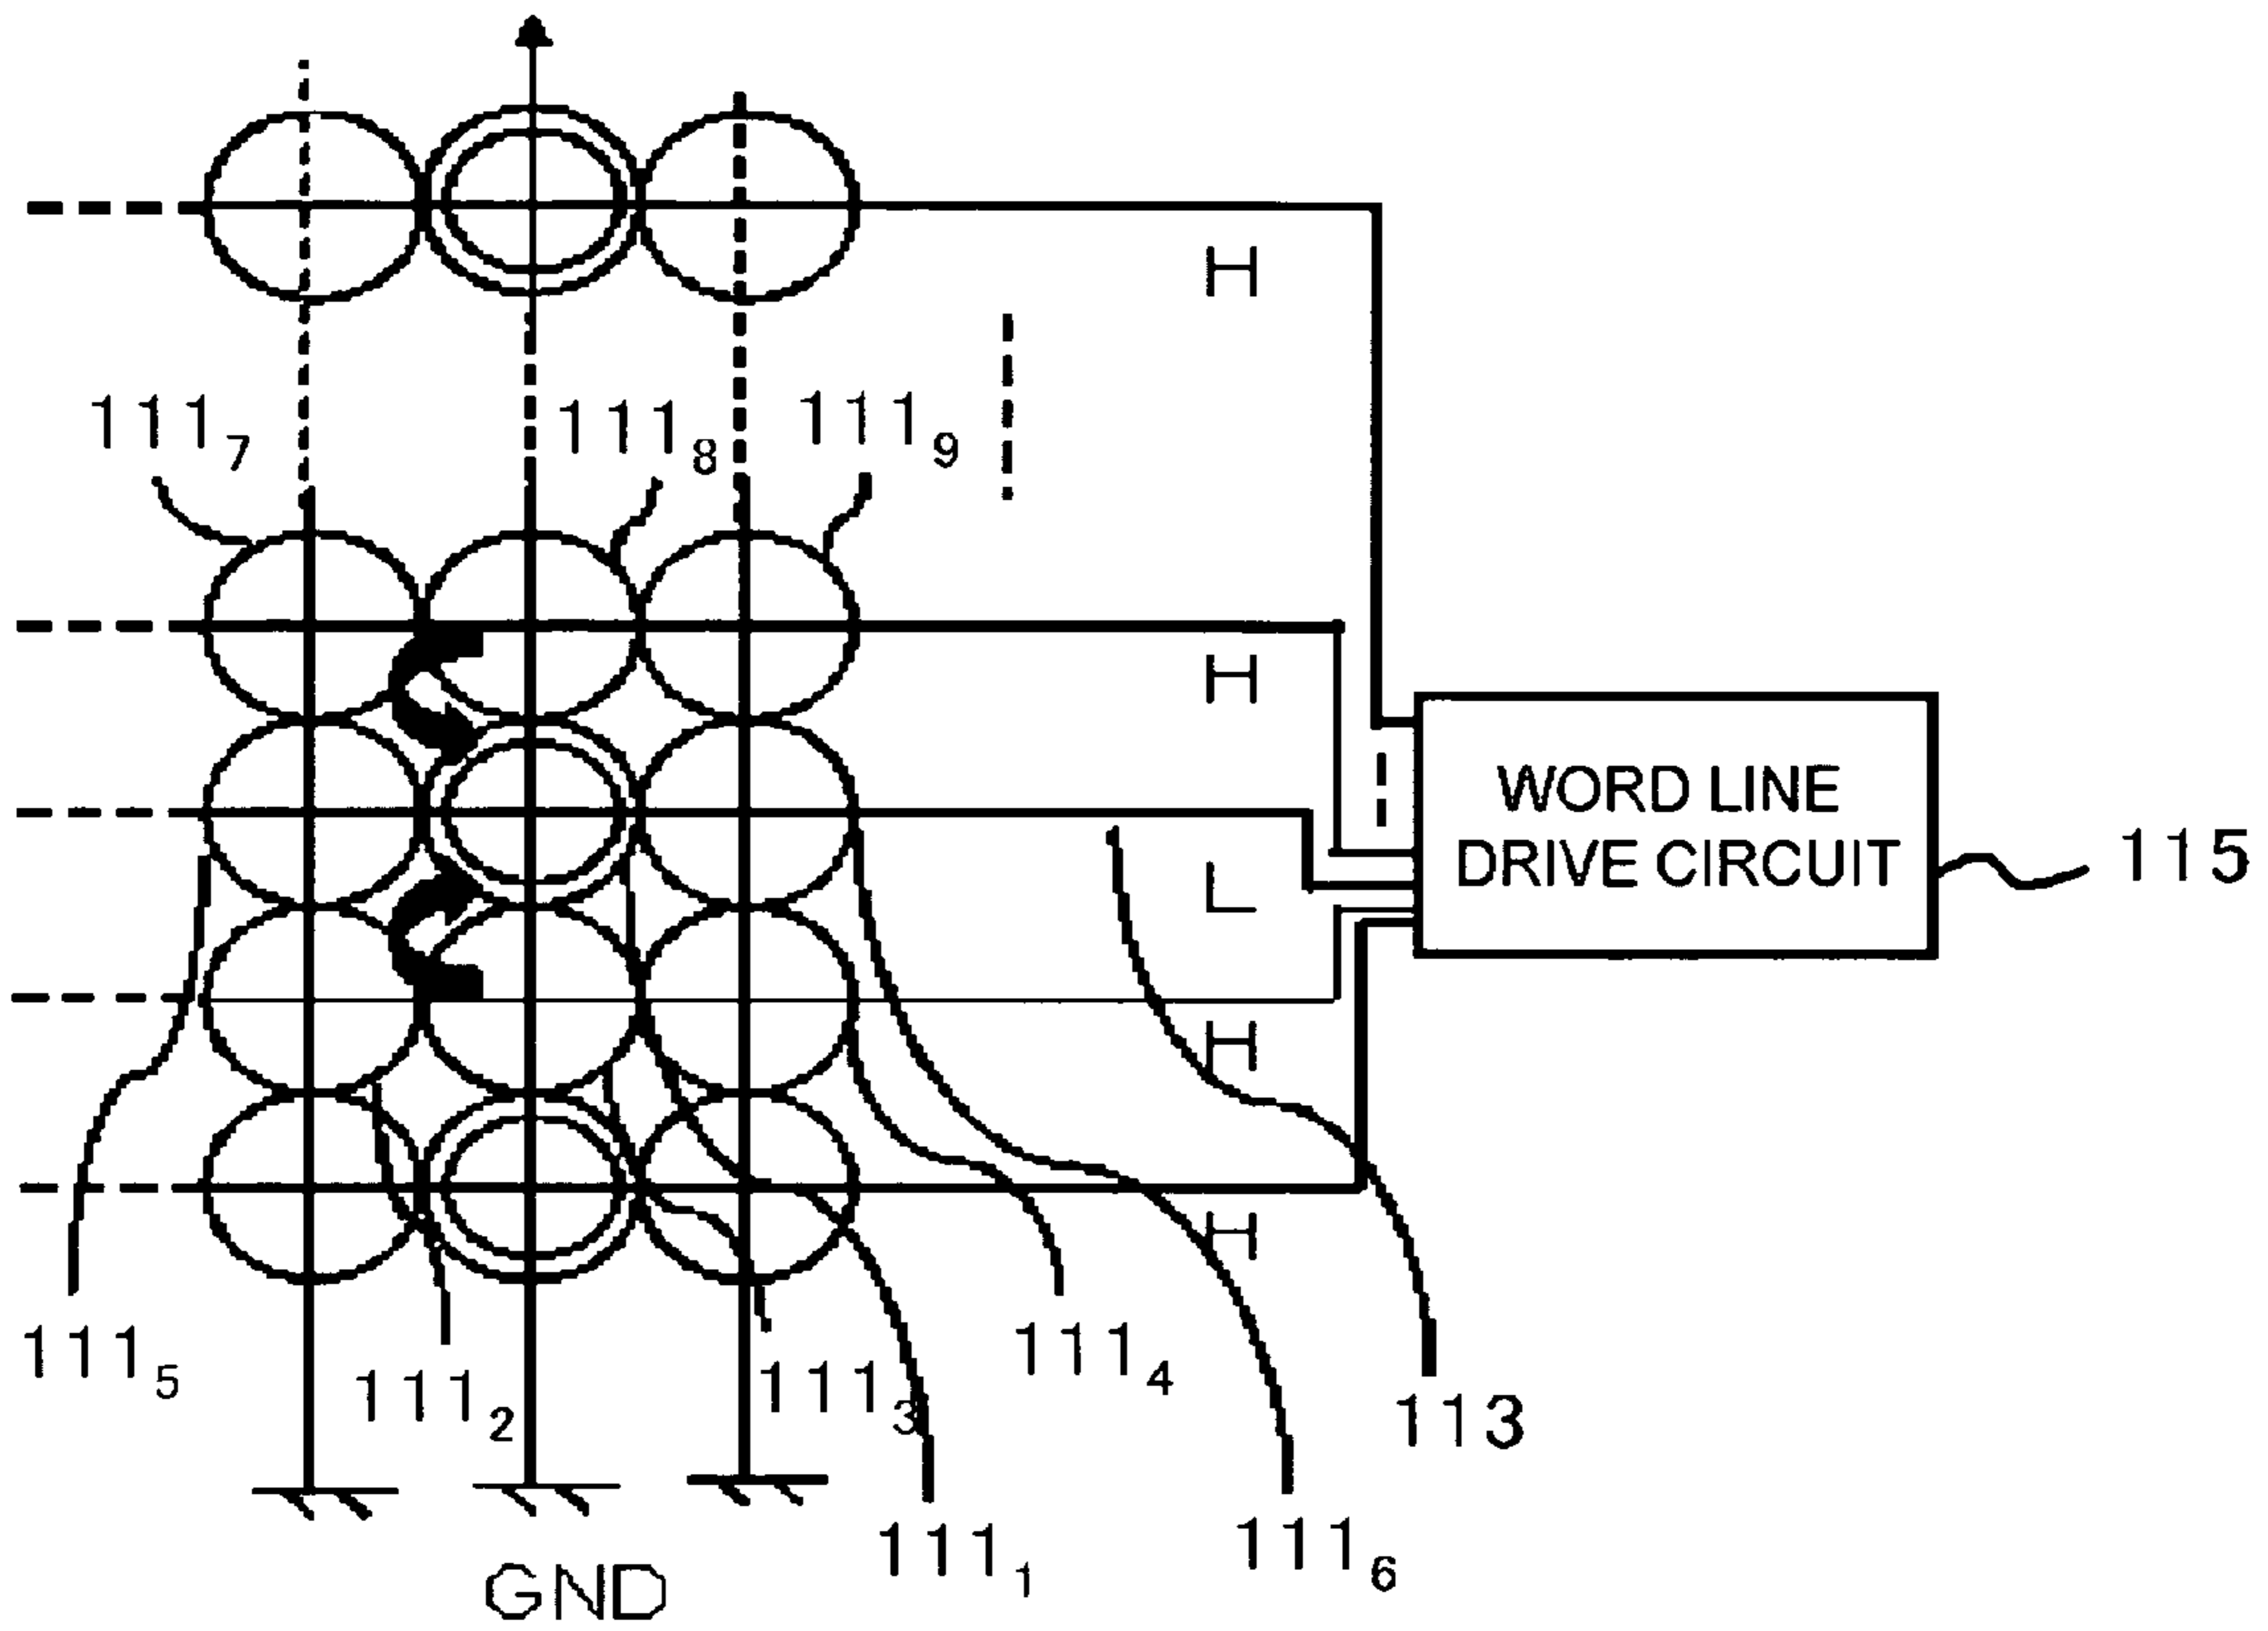 H
111₇ 111₈ 111₉
H
WORD LINE
DRIVE CIRCUIT
115
L
H
H
111₅ 111₂ 111₃ 111₄ 113
111₁ 111₆
GND